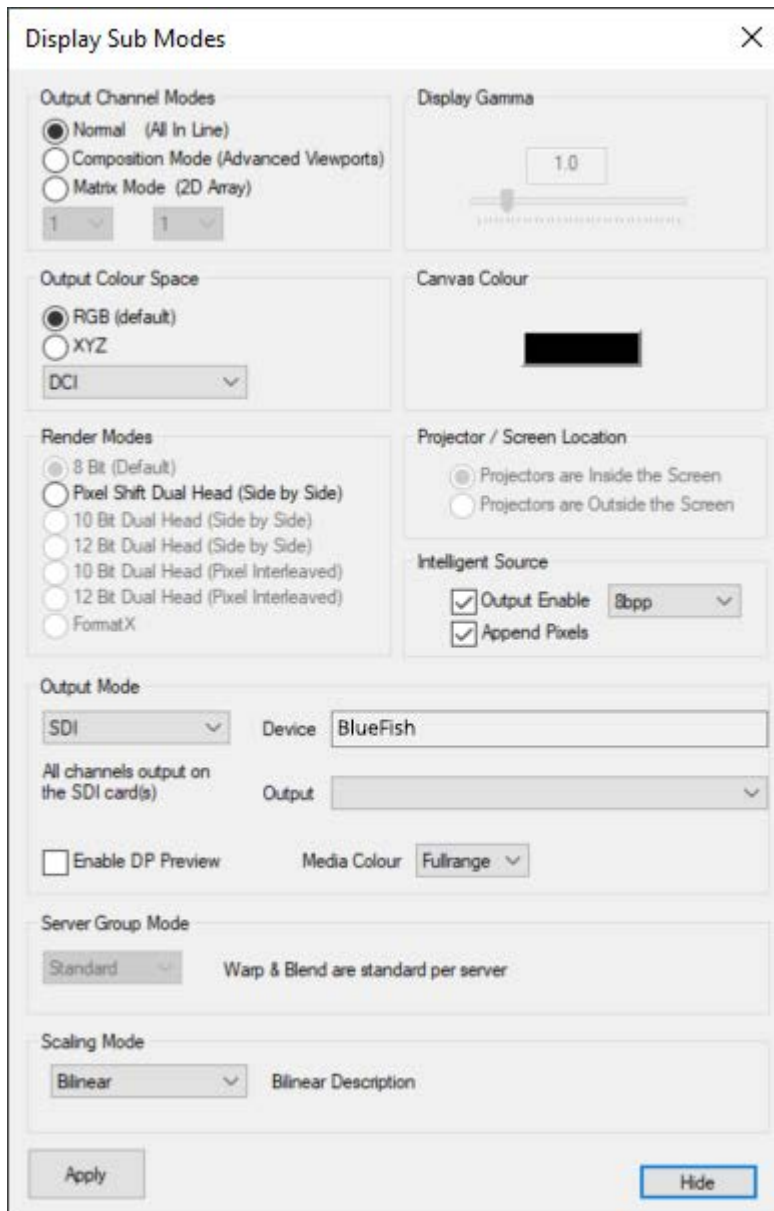 Display Sub Modes
Output Channel Modes
Normal (All In Line)
Composition Mode (Advanced Viewports)
Matrix Mode (2D Array)
1 1
Display Gamma
1.0
Output Colour Space
RGB (default)
XYZ
DCI
Canvas Colour
Render Modes
8 Bit (Default)
Pixel Shift Dual Head (Side by Side)
10 Bit Dual Head (Side by Side)
12 Bit Dual Head (Side by Side)
10 Bit Dual Head (Pixel Interleaved)
12 Bit Dual Head (Pixel Interleaved)
FormatX
Projector / Screen Location
Projectors are Inside the Screen
Projectors are Outside the Screen
Intelligent Source
Output Enable 8bpp
Append Pixels
Output Mode
SDI Device BlueFish
All channels output on
the SDI card(s) Output
Enable DP Preview Media Colour Fullrange
Server Group Mode
Standard Warp & Blend are standard per server
Scaling Mode
Bilinear Bilinear Description
Apply Hide